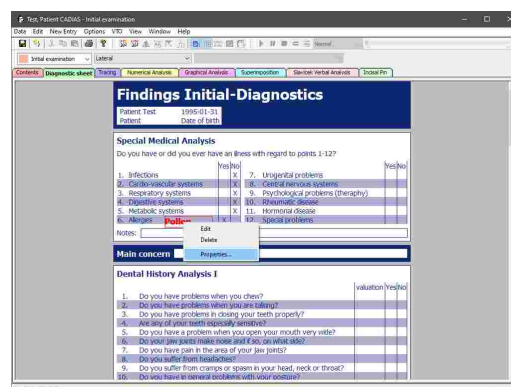 Test, Patient CADIAS - Initial examination
Date Edit New Entry Options VTO View Window Help
Normal
Initial examination Lateral
Contents Diagnostic sheet Tracing Numerical Analysis Graphical Analysis Superimposition Slavicek Verbal Analysis Incisal Pin
Findings Initial-Diagnostics
Patient Test 1995-01-31
Patient Date of birth
Special Medical Analysis
Do you have or did you ever have an illness with regard to points 1-12?
Yes No Yes No
1. Infections X 7. Urogenital problems
2. Cardio-vascular systems X 8. Central nervous systems
3. Respiratory systems X 9. Psychological problems (theraphy)
4. Digestive systems X 10. Rheumatic disease
5. Metabolic systems X 11. Hormonal disease
6. Allerges Pollen X 12. Special problems
Notes:
Edit
Delete
Properties...
Main concern
Dental History Analysis I
valuation Yes No
1. Do you have problems when you chew?
2. Do you have problems when you are talking?
3. Do you have problems in closing your teeth properly?
4. Are any of your teeth especially sensitive?
5. Do you have a problem when you open your mouth very wide?
6. Do your jaw joints make noise and if so, on what side?
7. Do you have pain in the area of your jaw joints?
8. Do you suffer from headaches?
9. Do you suffer from cramps or spasm in your head, neck or throat?
10. Do you have in general problems with your posture?